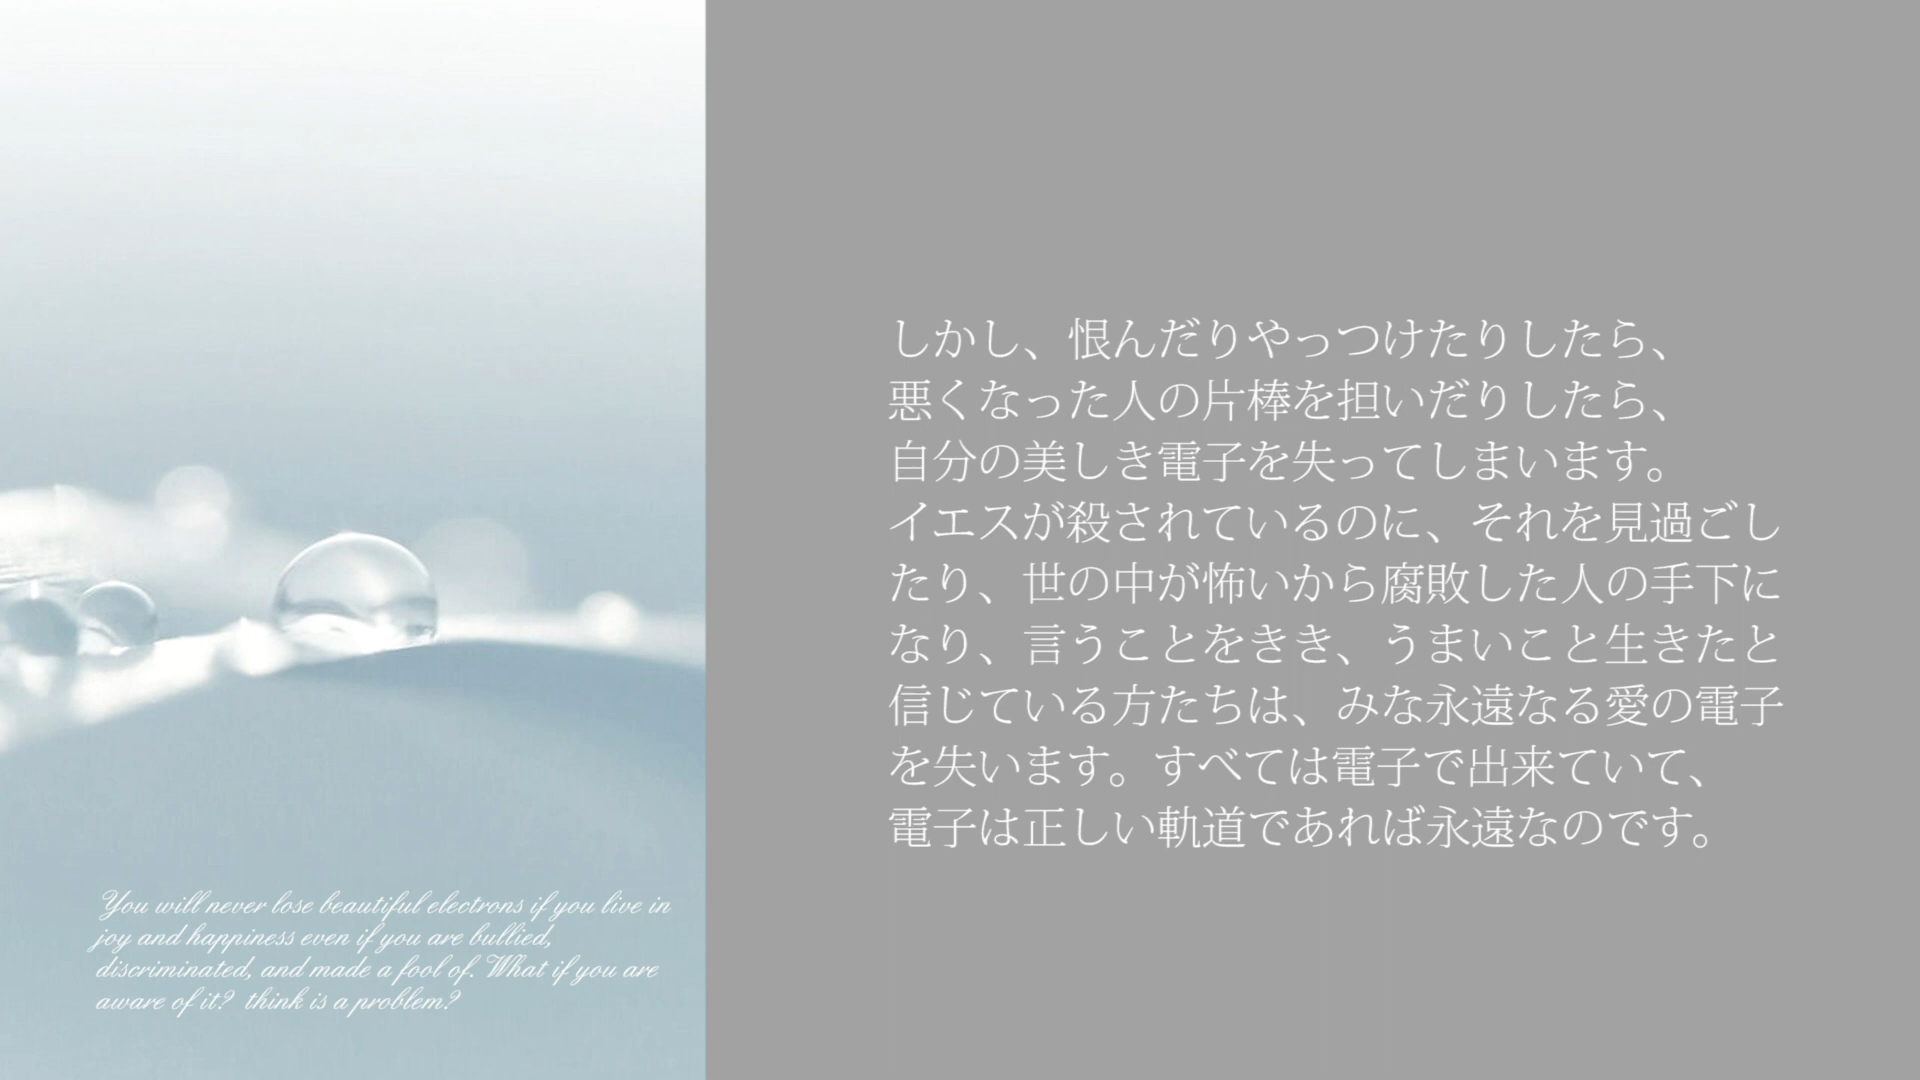 しかし、恨んだりやっつけたりしたら、
悪くなった人の片棒を担いだりしたら、
自分の美しき電子を失ってしまいます。
イエスが殺されているのに、それを見過ごし
たり、世の中が怖いから腐敗した人の手下に
なり、言うことをきき、うまいこと生きたと
信じている方たちは、みな永遠なる愛の電子
を失います。すべては電子で出来ていて、
電子は正しい軌道であれば永遠なのです。
You will never lose beautiful electrons if you live in
joy and happiness even if you are bullied,
discriminated, and made a fool of. What if you are
aware of it?  think is a problem?